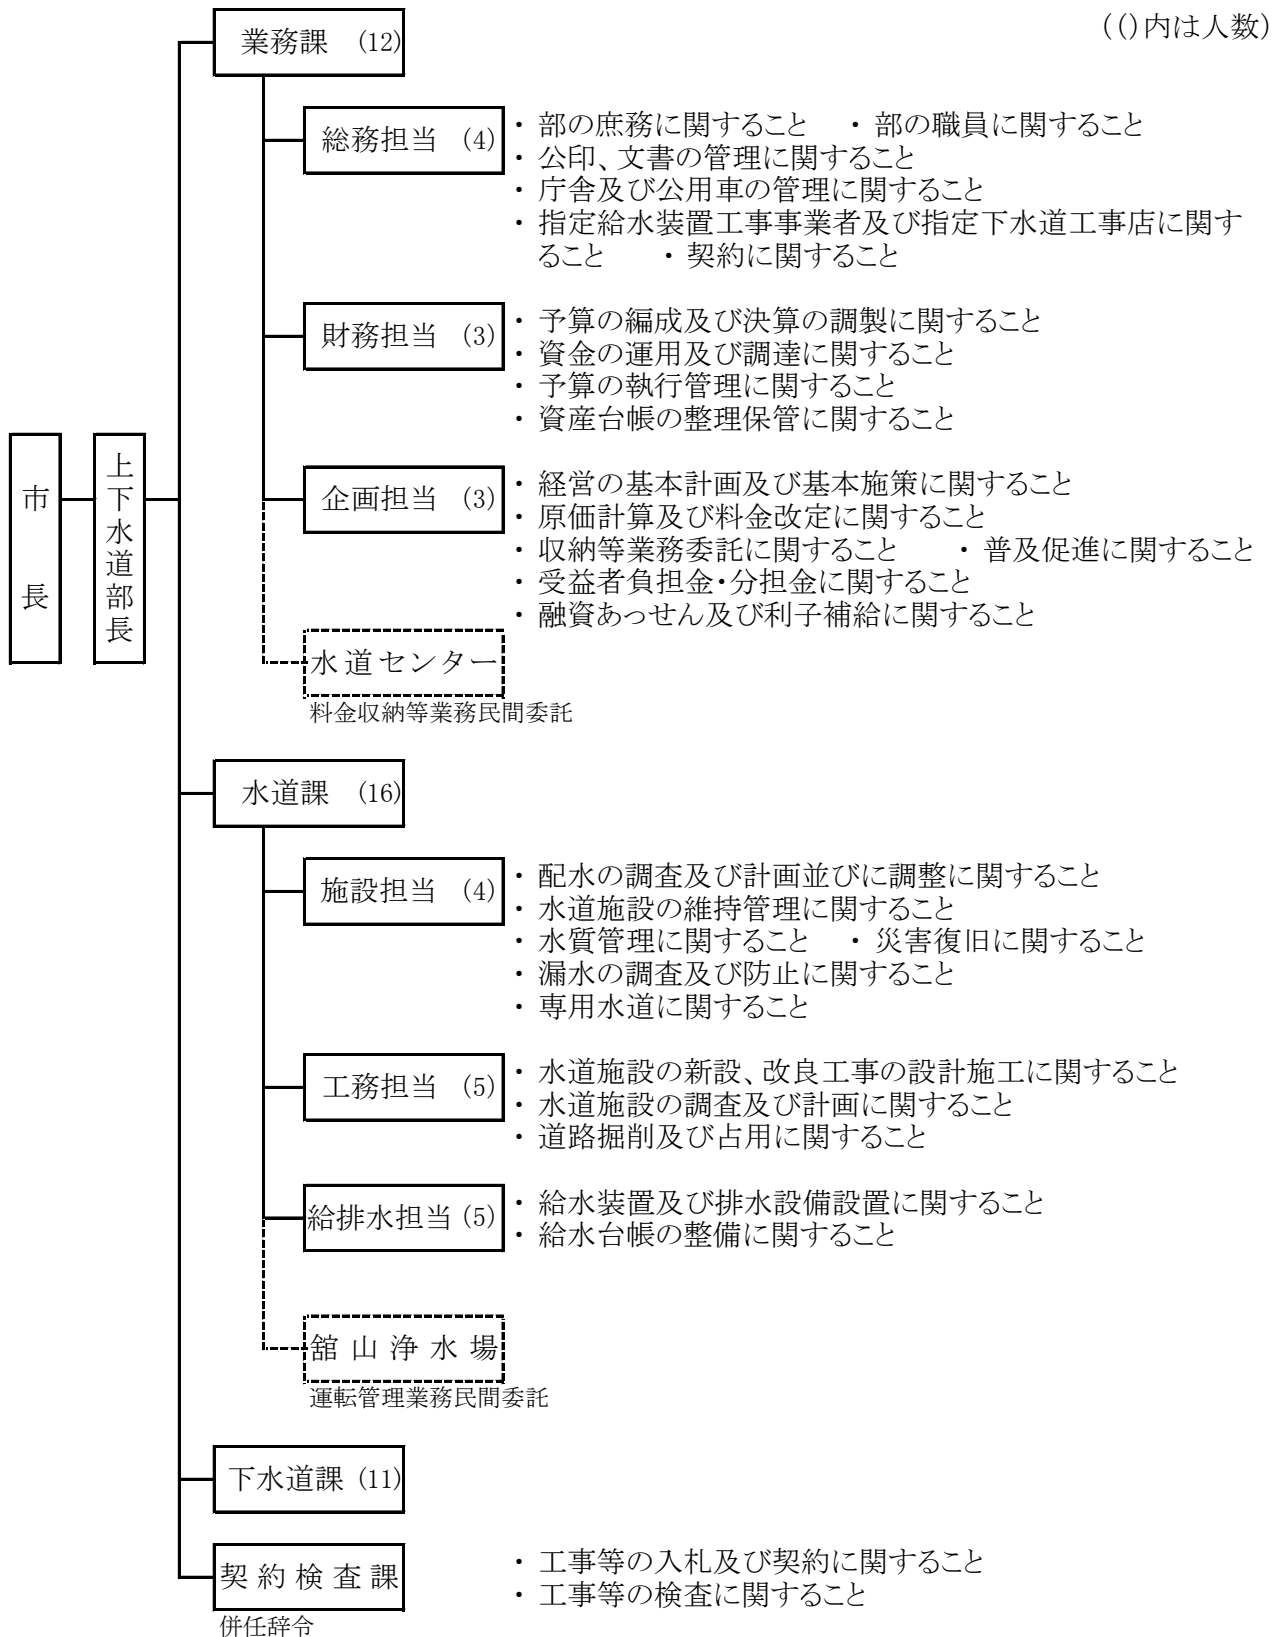 (()内は人数)
業務課 (12)
総務担当 (4)
・ 部の庶務に関すること ・ 部の職員に関すること
・ 公印、文書の管理に関すること
・ 庁舎及び公用車の管理に関すること
・ 指定給水装置工事事業者及び指定下水道工事店に関す
ること ・ 契約に関すること
財務担当 (3)
・ 予算の編成及び決算の調製に関すること
・ 資金の運用及び調達に関すること
・ 予算の執行管理に関すること
・ 資産台帳の整理保管に関すること
市長
上下水道部長
企画担当 (3)
・ 経営の基本計画及び基本施策に関すること
・ 原価計算及び料金改定に関すること
・ 収納等業務委託に関すること ・ 普及促進に関すること
・ 受益者負担金・分担金に関すること
・ 融資あっせん及び利子補給に関すること
水道センター
料金収納等業務民間委託
水道課 (16)
施設担当 (4)
・ 配水の調査及び計画並びに調整に関すること
・ 水道施設の維持管理に関すること
・ 水質管理に関すること ・ 災害復旧に関すること
・ 漏水の調査及び防止に関すること
・ 専用水道に関すること
工務担当 (5)
・ 水道施設の新設、改良工事の設計施工に関すること
・ 水道施設の調査及び計画に関すること
・ 道路掘削及び占用に関すること
給排水担当 (5)
・ 給水装置及び排水設備設置に関すること
・ 給水台帳の整備に関すること
舘山浄水場
運転管理業務民間委託
下水道課 (11)
契約検査課
・ 工事等の入札及び契約に関すること
・ 工事等の検査に関すること
併任辞令